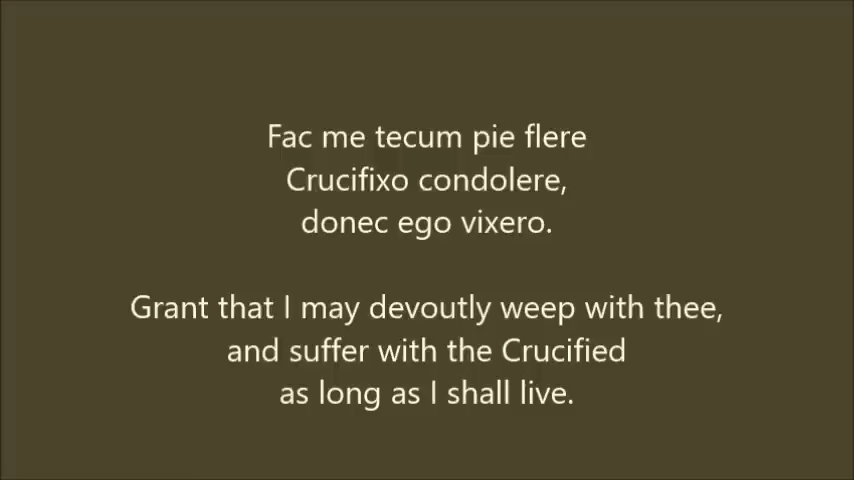 Fac me tecum pie flere
Crucifixo condolere,
donec ego vixero.
Grant that I may devoutly weep with thee,
and suffer with the Crucified
as long as I shall live.